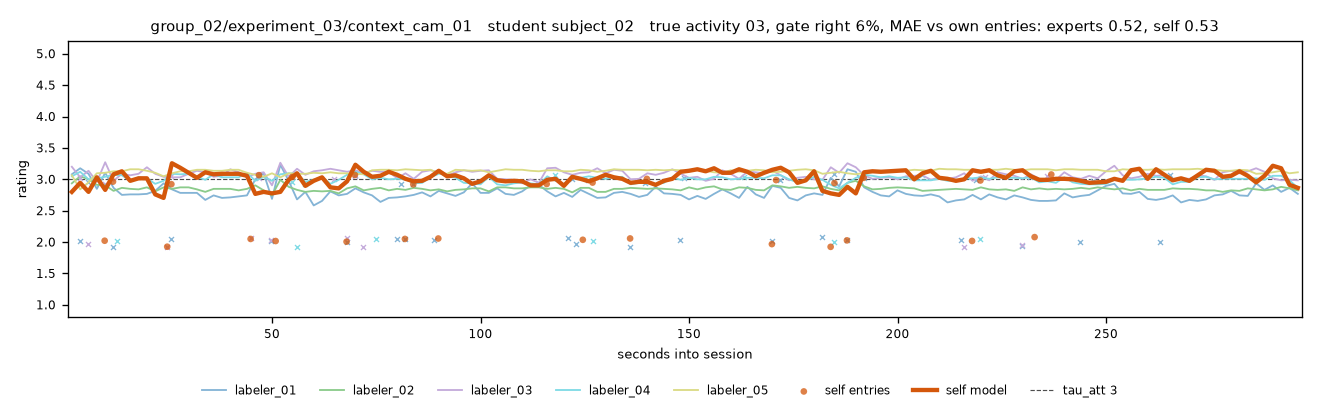 group_02/experiment_03/context_cam_01 student subject_02 true activity 03, gate right 6%, MAE vs own entries: experts 0.52, self 0.53
5.0
4.5
4.0
3.5
3.0
2.5
2.0
1.5
1.0
rating
50 100 150 200 250
seconds into session
labeler_01 labeler_02 labeler_03 labeler_04 labeler_05 self entries self model tau_att 3